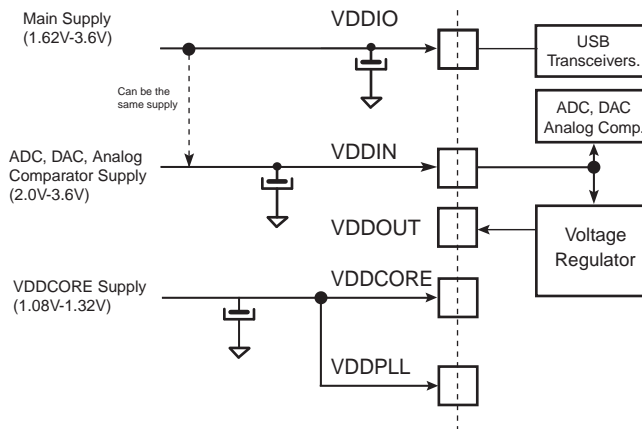 Main Supply
(1.62V-3.6V)
VDDIO
USB
Transceivers.
Can be the
same supply
ADC, DAC
Analog Comp.
ADC, DAC, Analog
Comparator Supply
(2.0V-3.6V)
VDDIN
VDDOUT
Voltage
Regulator
VDDCORE Supply
(1.08V-1.32V)
VDDCORE
VDDPLL